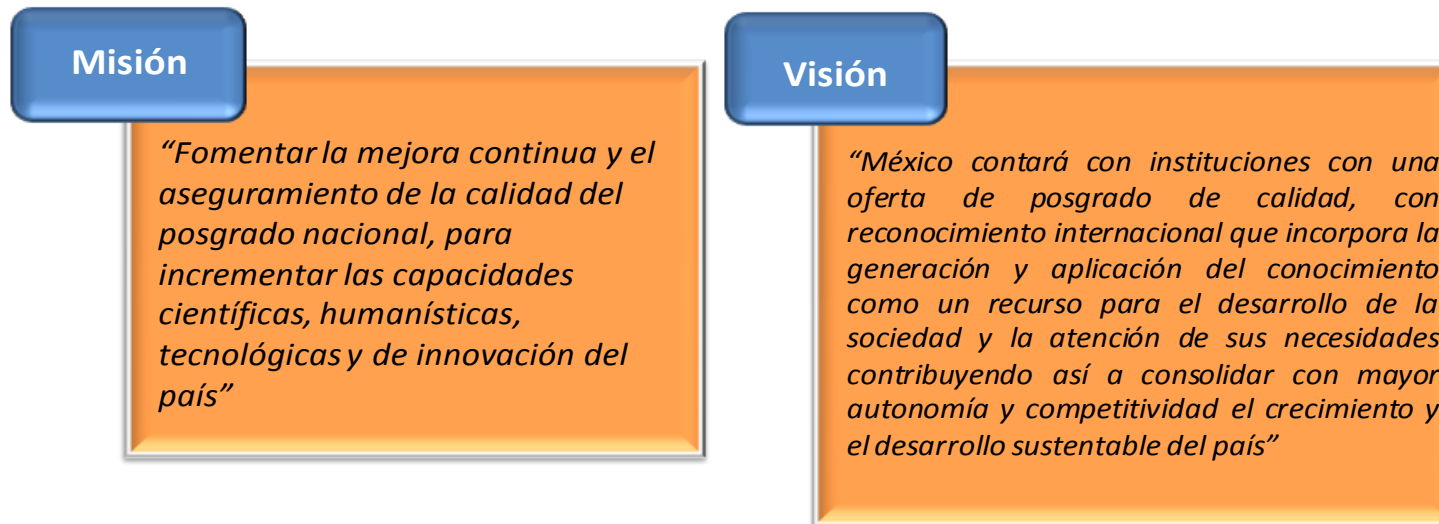 Misión
“Fomentar la mejora continua y el
aseguramiento de la calidad del
posgrado nacional, para
incrementar las capacidades
científicas, humanísticas,
tecnológicas y de innovación del
país”
Visión
“México contará con instituciones con una
oferta de posgrado de calidad, con
reconocimiento internacional que incorpora la
generación y aplicación del conocimiento
como un recurso para el desarrollo de la
sociedad y la atención de sus necesidades
contribuyendo así a consolidar con mayor
autonomía y competitividad el crecimiento y
el desarrollo sustentable del país”